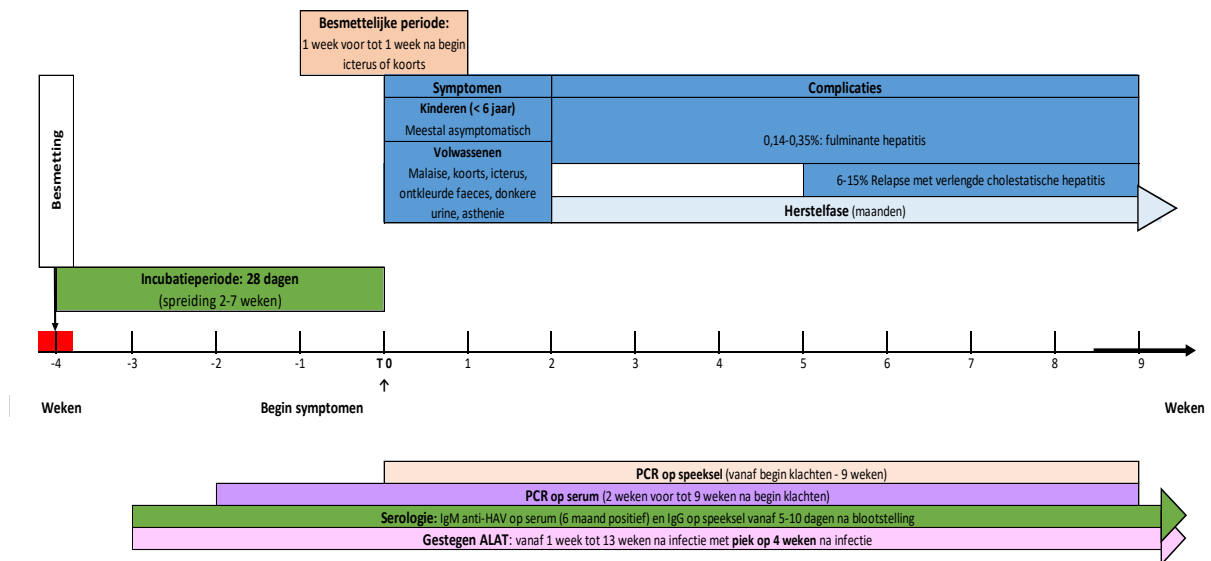 Besmettelijke periode:
1 week voor tot 1 week na begin
icterus of koorts
Symptomen
Complicaties
Kinderen (< 6 jaar)
Meestal asymptomatisch
0,14-0,35%: fulminante hepatitis
Volwassenen
Malaise, koorts, icterus,
ontkleurde faeces, donkere
urine, asthenie
6-15% Relapse met verlengde cholestatische hepatitis
Herstelfase (maanden)
Besmetting
Incubatieperiode: 28 dagen
(spreiding 2-7 weken)
-4 -3 -2 -1 T 0 1 2 3 4 5 6 7 8 9
Weken
Begin symptomen
Weken
PCR op speeksel (vanaf begin klachten - 9 weken)
PCR op serum (2 weken voor tot 9 weken na begin klachten)
Serologie: IgM anti-HAV op serum (6 maand positief) en IgG op speeksel vanaf 5-10 dagen na blootstelling
Gestegen ALAT: vanaf 1 week tot 13 weken na infectie met piek op 4 weken na infectie